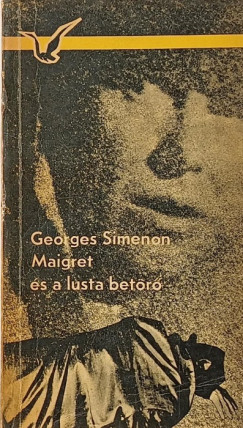 Georges Simenon
Maigret
és a lusta betörő